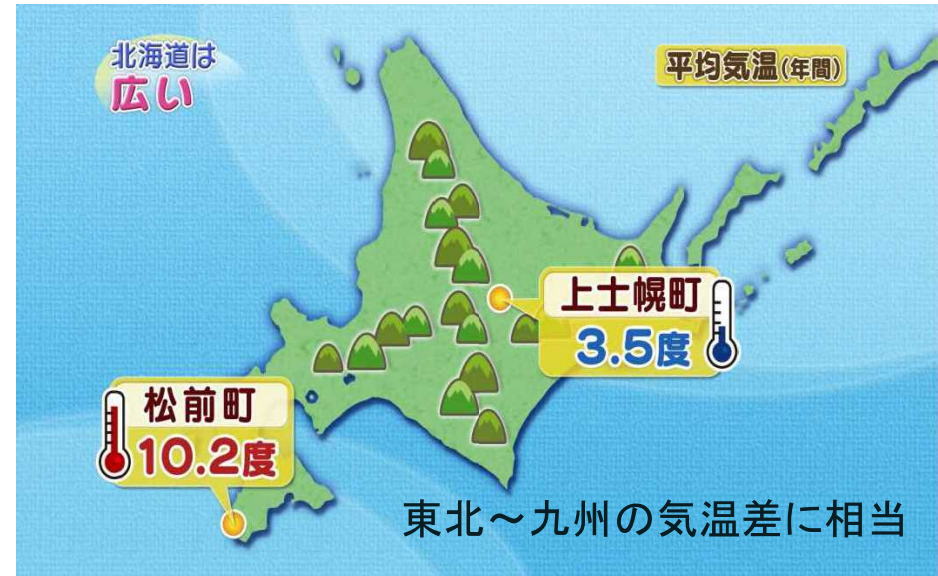 北海道は
広い
平均気温(年間)
上士幌町
3.5度
松前町
10.2度
東北～九州の気温差に相当